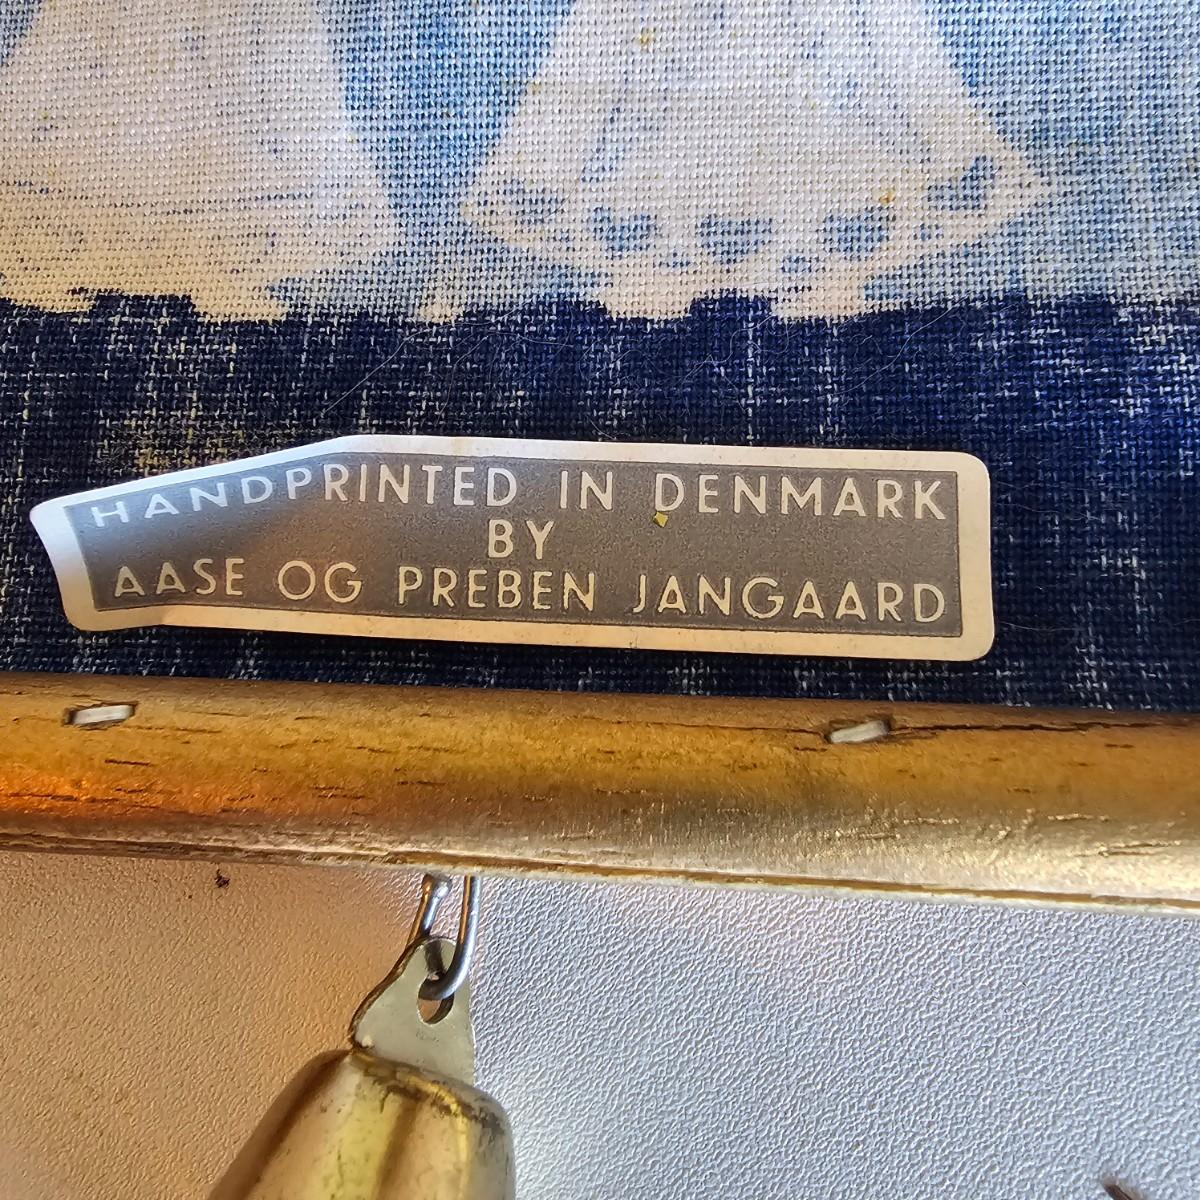 HANDPRINTED IN DENMARK
BY
AASE OG PREBEN JANGAARD